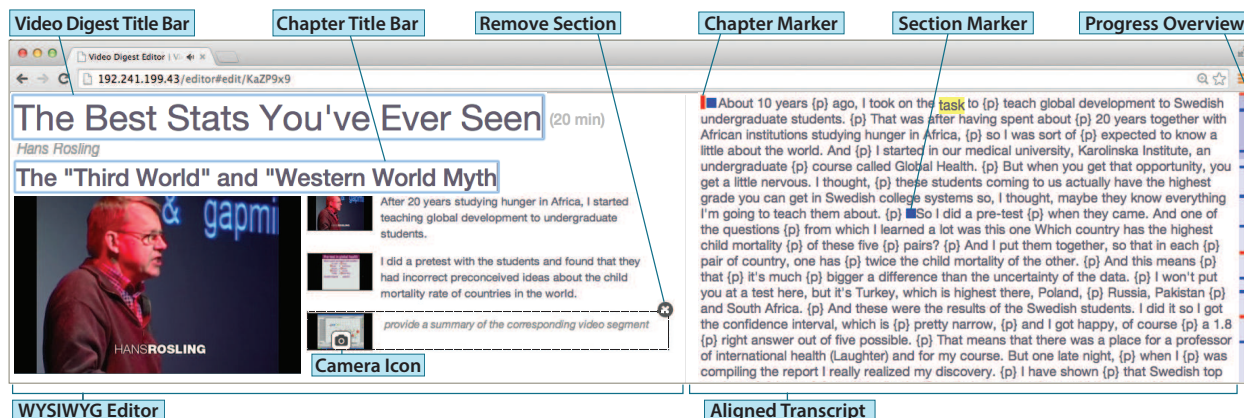 Video Digest Title Bar
Chapter Title Bar
Remove Section
Chapter Marker
Section Marker
Progress Overview
Video Digest Editor | Vi
192.241.199.43/editor#edit/KaZP9x9
The Best Stats You've Ever Seen (20 min)
Hans Rosling
The "Third World" and "Western World Myth
& gapmi
HANSROSLING
After 20 years studying hunger in Africa, I started
teaching global development to undergraduate
students.
I did a pretest with the students and found that they
had incorrect preconceived ideas about the child
mortality rate of countries in the world.
provide a summary of the corresponding video segment
Camera Icon
About 10 years {p} ago, I took on the task to {p} teach global development to Swedish
undergraduate students. {p} That was after having spent about {p} 20 years together with
African institutions studying hunger in Africa, {p} so I was sort of {p} expected to know a
little about the world. And {p} I started in our medical university, Karolinska Institute, an
undergraduate {p} course called Global Health. {p} But when you get that opportunity, you
get a little nervous. I thought, {p} these students coming to us actually have the highest
grade you can get in Swedish college systems so, I thought, maybe they know everything
I'm going to teach them about. {p} So I did a pre-test {p} when they came. And one of
the questions {p} from which I learned a lot was this one Which country has the highest
child mortality {p} of these five {p} pairs? {p} And I put them together, so that in each {p}
pair of country, one has {p} twice the child mortality of the other. {p} And this means {p}
that {p} it's much {p} bigger a difference than the uncertainty of the data. {p} I won't put
you at a test here, but it's Turkey, which is highest there, Poland, {p} Russia, Pakistan {p}
and South Africa. {p} And these were the results of the Swedish students. I did it so I got
the confidence interval, which is {p} pretty narrow, {p} and I got happy, of course {p} a 1.8
{p} right answer out of five possible. {p} That means that there was a place for a professor
of international health (Laughter) and for my course. But one late night, {p} when I {p} was
compiling the report I really realized my discovery. {p} I have shown {p} that Swedish top
WYSIWYG Editor
Aligned Transcript